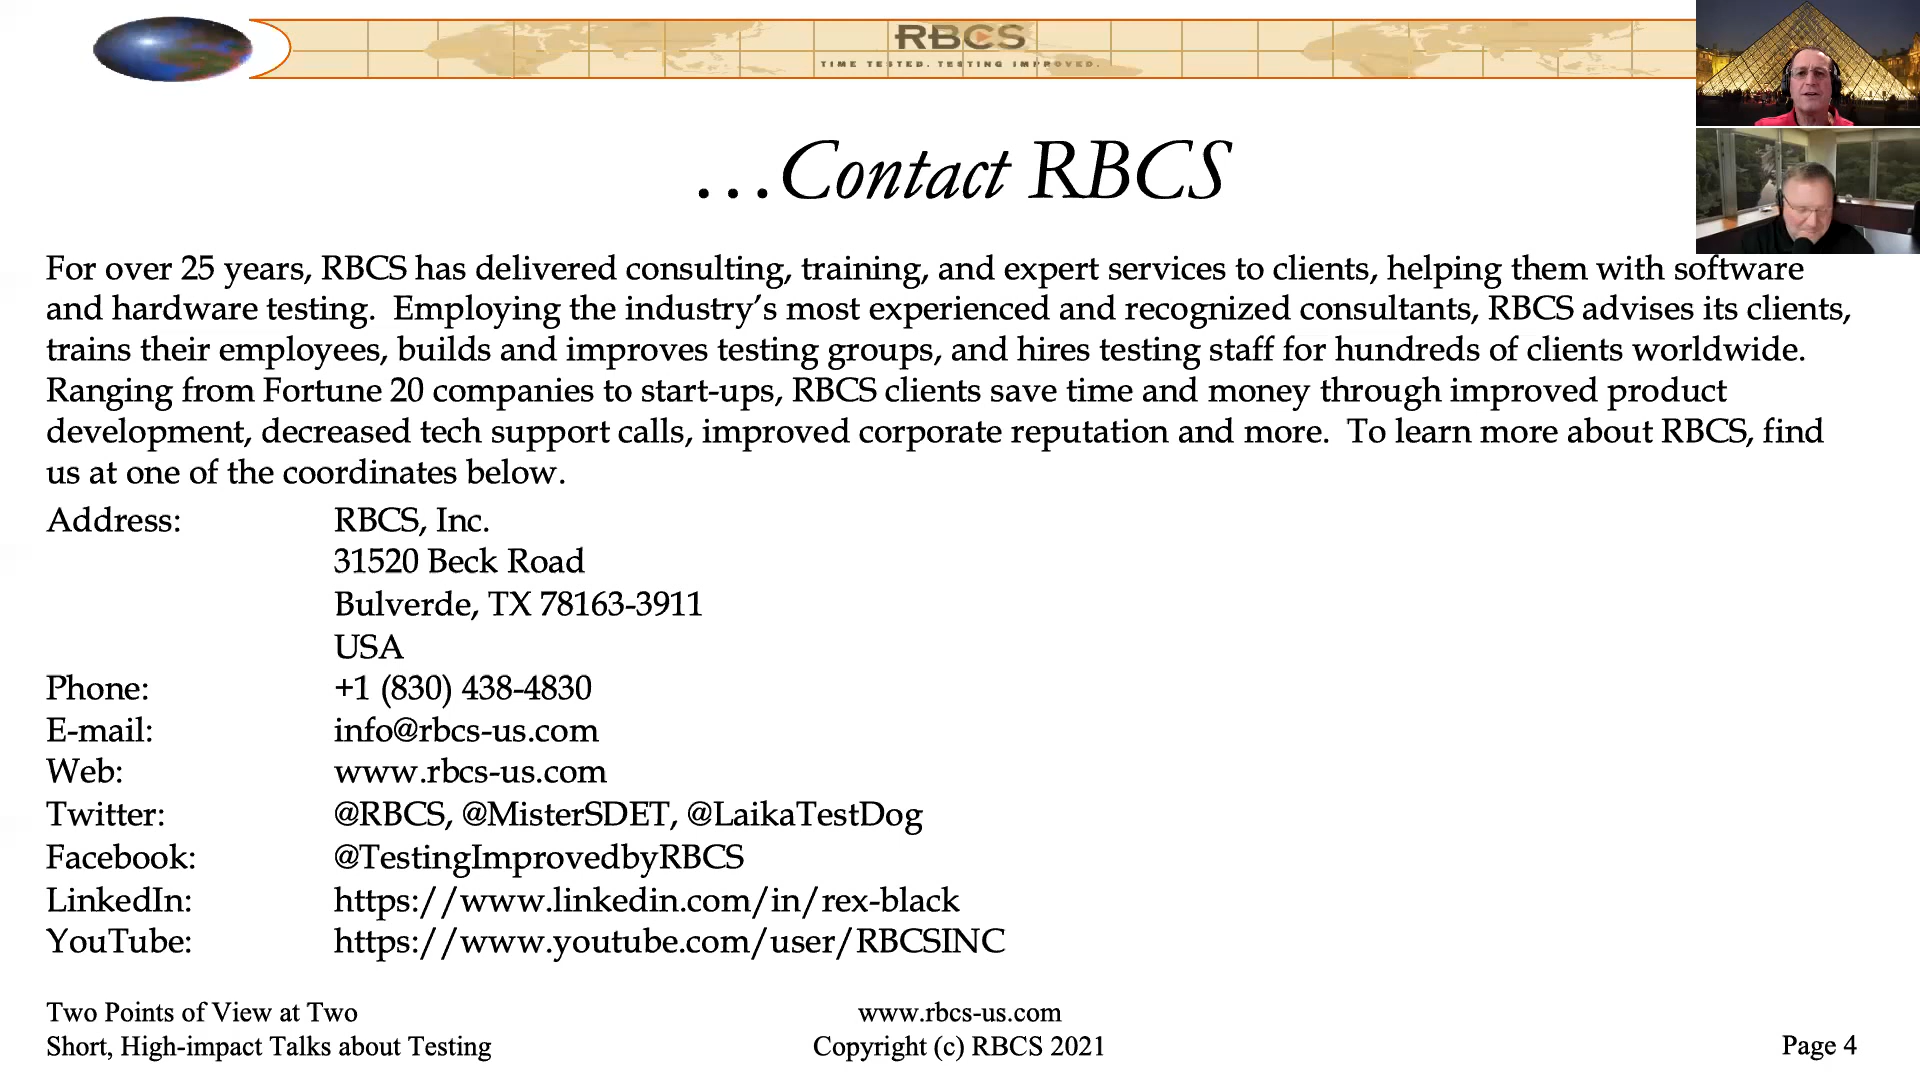 RBCS
TIME TESTED. TESTING IMPROVED.
...Contact RBCS
For over 25 years, RBCS has delivered consulting, training, and expert services to clients, helping them with software
and hardware testing.  Employing the industry’s most experienced and recognized consultants, RBCS advises its clients,
trains their employees, builds and improves testing groups, and hires testing staff for hundreds of clients worldwide.
Ranging from Fortune 20 companies to start-ups, RBCS clients save time and money through improved product
development, decreased tech support calls, improved corporate reputation and more.  To learn more about RBCS, find
us at one of the coordinates below.
Address: RBCS, Inc.
31520 Beck Road
Bulverde, TX 78163-3911
USA
Phone: +1 (830) 438-4830
E-mail: info@rbcs-us.com
Web: www.rbcs-us.com
Twitter: @RBCS, @MisterSDET, @LaikaTestDog
Facebook: @TestingImprovedbyRBCS
LinkedIn: https://www.linkedin.com/in/rex-black
YouTube: https://www.youtube.com/user/RBCSINC
Two Points of View at Two
Short, High-impact Talks about Testing
www.rbcs-us.com
Copyright (c) RBCS 2021
Page 4